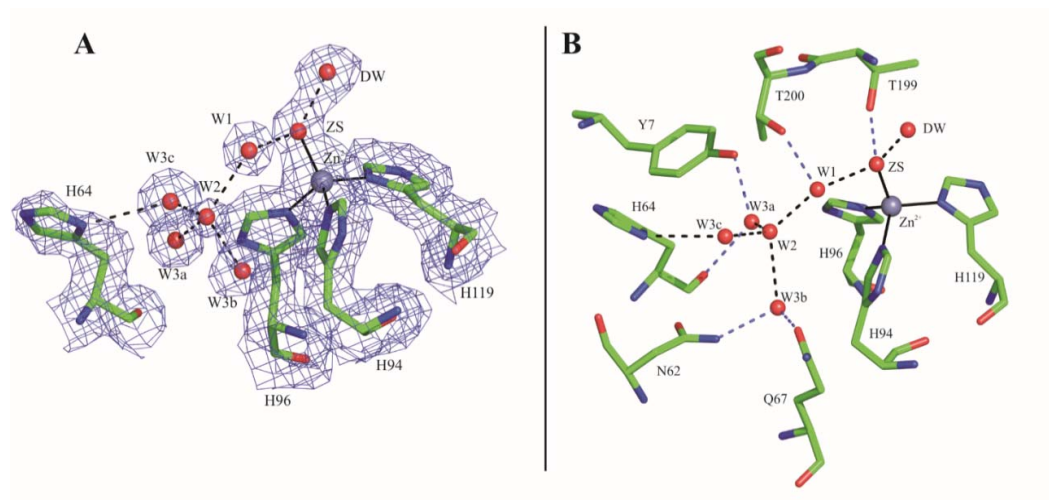 A
DW
W1
ZS
W3c
Zn
W2
H64
W3a
W3b
H119
H94
H96
B
T200
T199
Y7
DW
W1
ZS
H64
W3a
Zn²⁺
W3c
W2
H96
H119
W3b
N62
H94
Q67